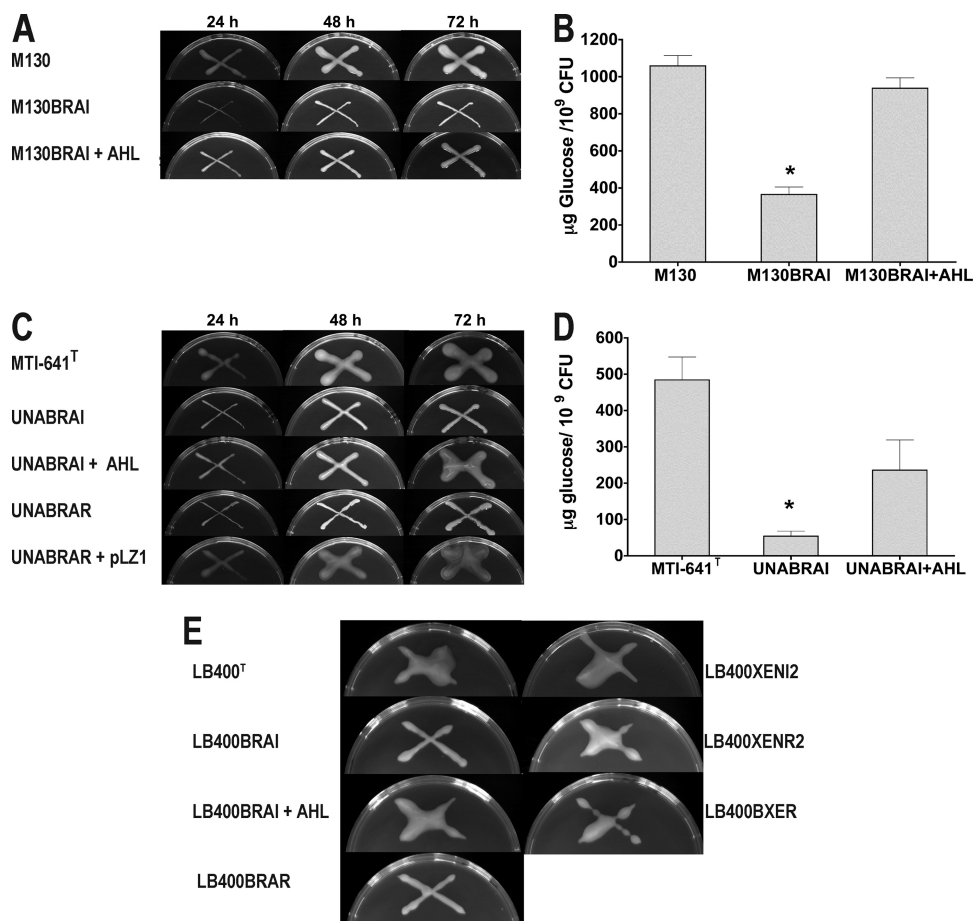 A
24 h 48 h 72 h
M130
M130BRAI
M130BRAI + AHL
B
µg Glucose /10⁹ CFU
1200
1000
800
600
400
200
0
*
M130 M130BRAI M130BRAI+AHL
C
24 h 48 h 72 h
MTI-641ᵀ
UNABRAI
UNABRAI + AHL
UNABRAR
UNABRAR + pLZ1
D
µg glucose/ 10 ⁹ CFU
600
500
400
300
200
100
0
*
MTI-641ᵀ UNABRAI UNABRAI+AHL
E
LB400ᵀ LB400XENI2
LB400BRAI LB400XENR2
LB400BRAI + AHL LB400BXER
LB400BRAR